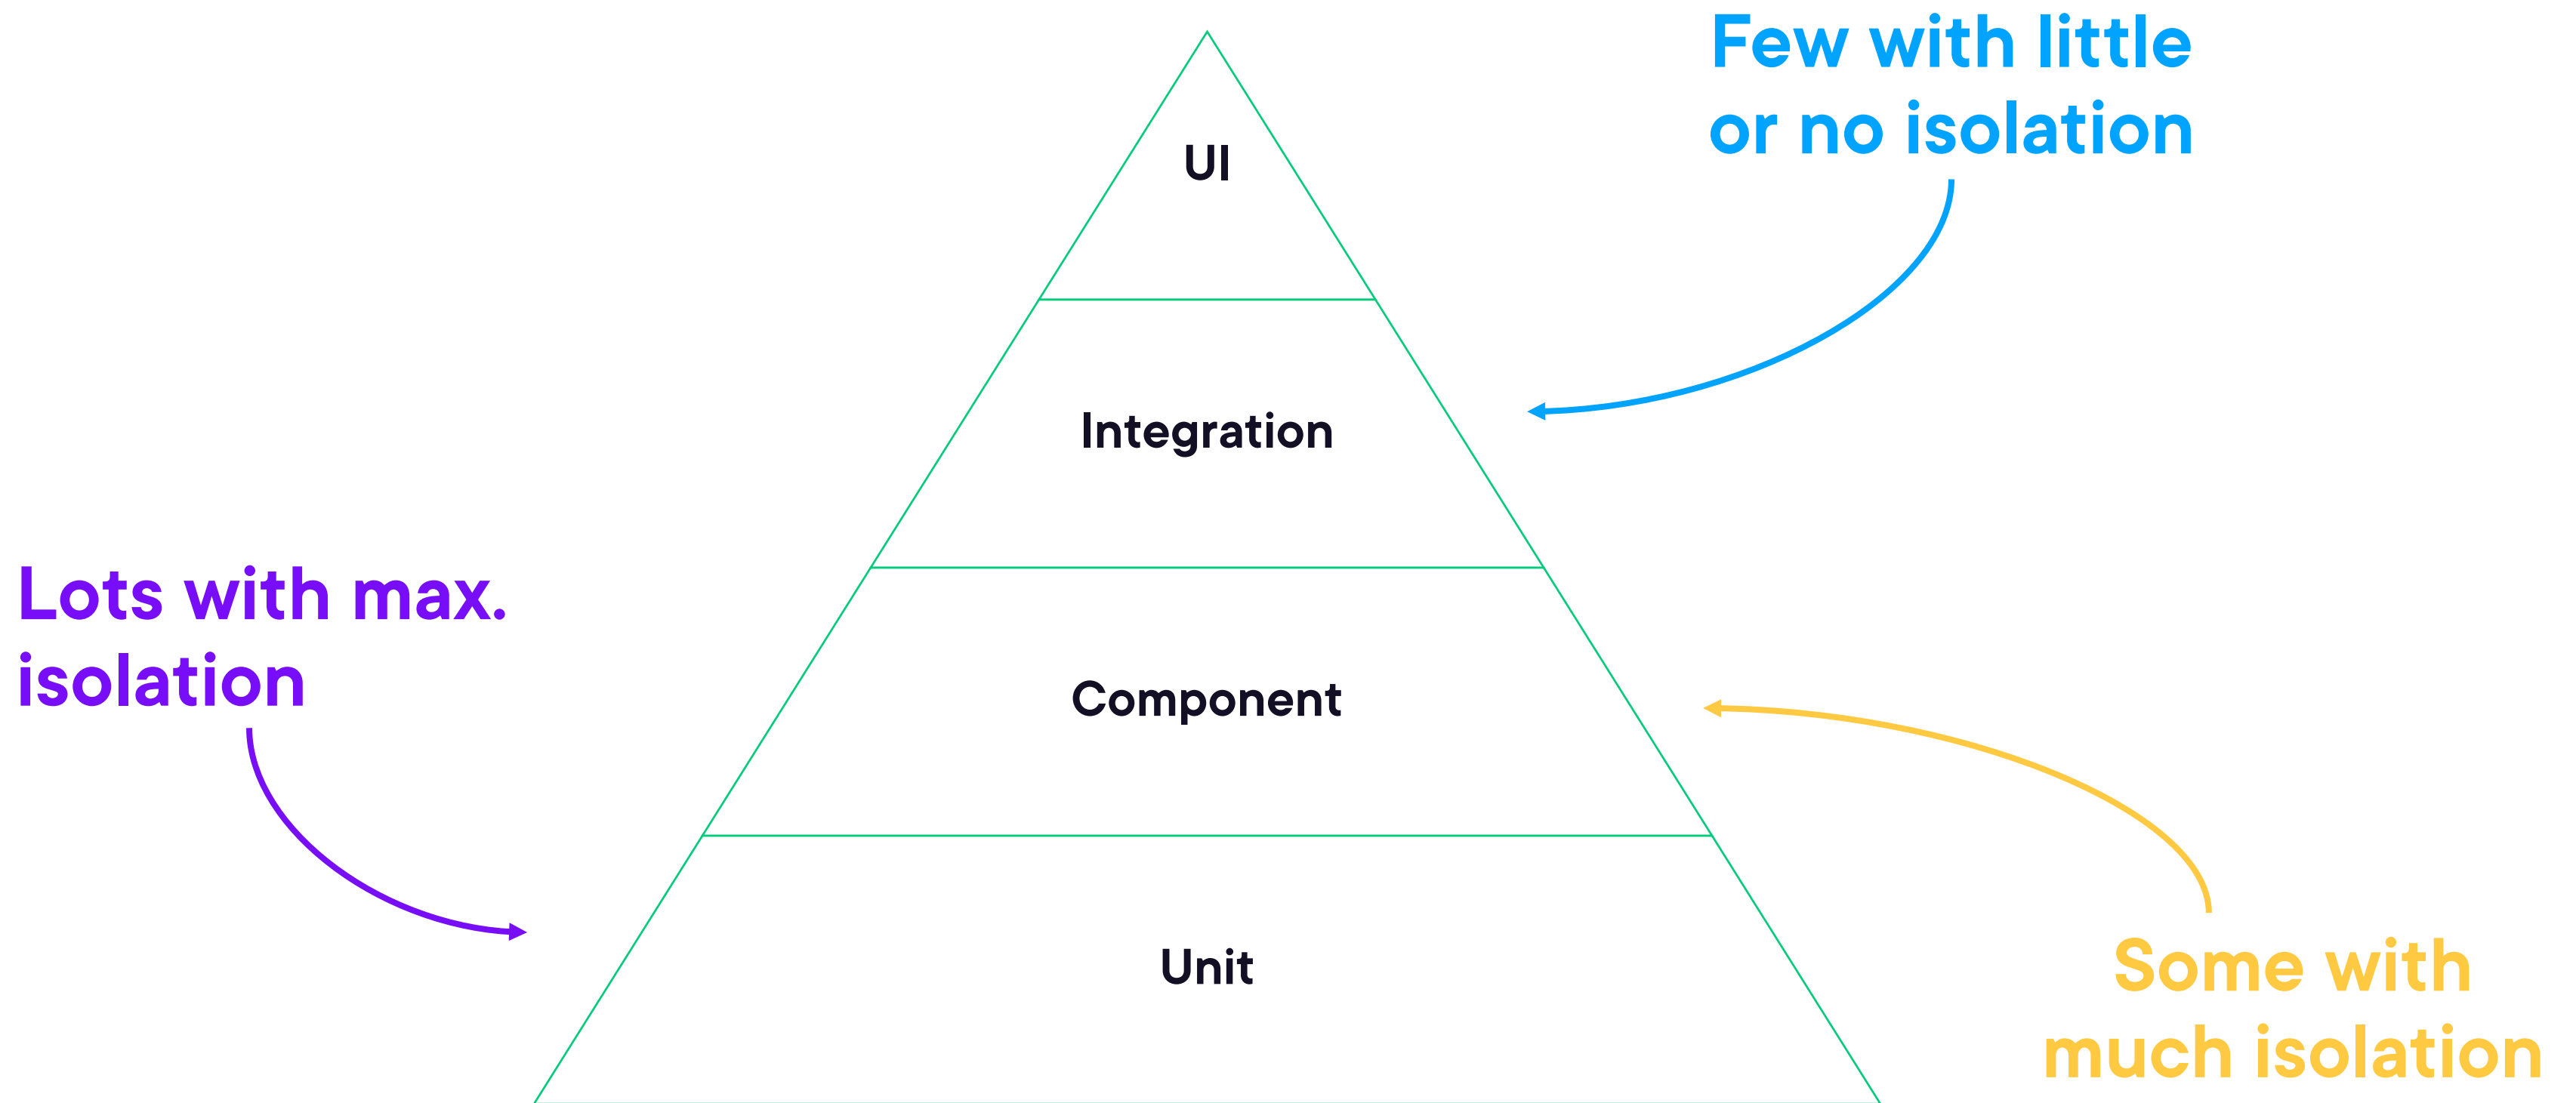 Few with little
or no isolation
UI
Integration
Lots with max.
isolation
Component
Unit
Some with
much isolation